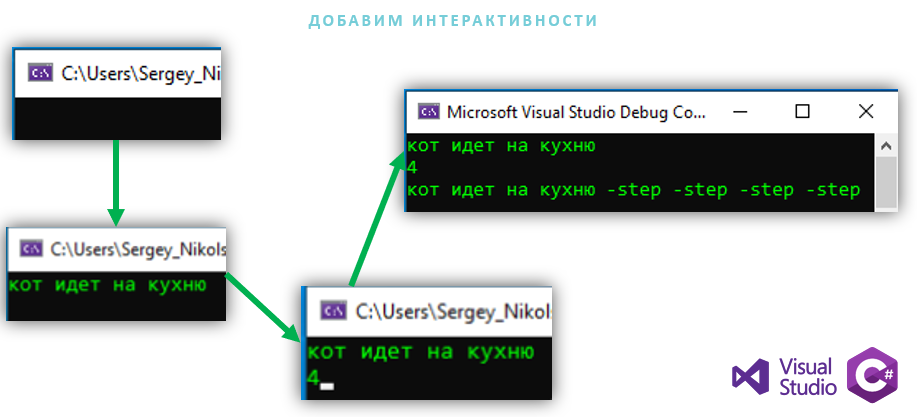 ДОБАВИМ ИНТЕРАКТИВНОСТИ
C:\ C:\Users\Sergey_Ni
C:\ C:\Users\Sergey_Nikols
кот идет на кухню
C:\ C:\Users\Sergey_Nikol
кот идет на кухню
4
C:\ Microsoft Visual Studio Debug Co...
кот идет на кухню
4
кот идет на кухню -step -step -step -step
Visual
Studio
C#